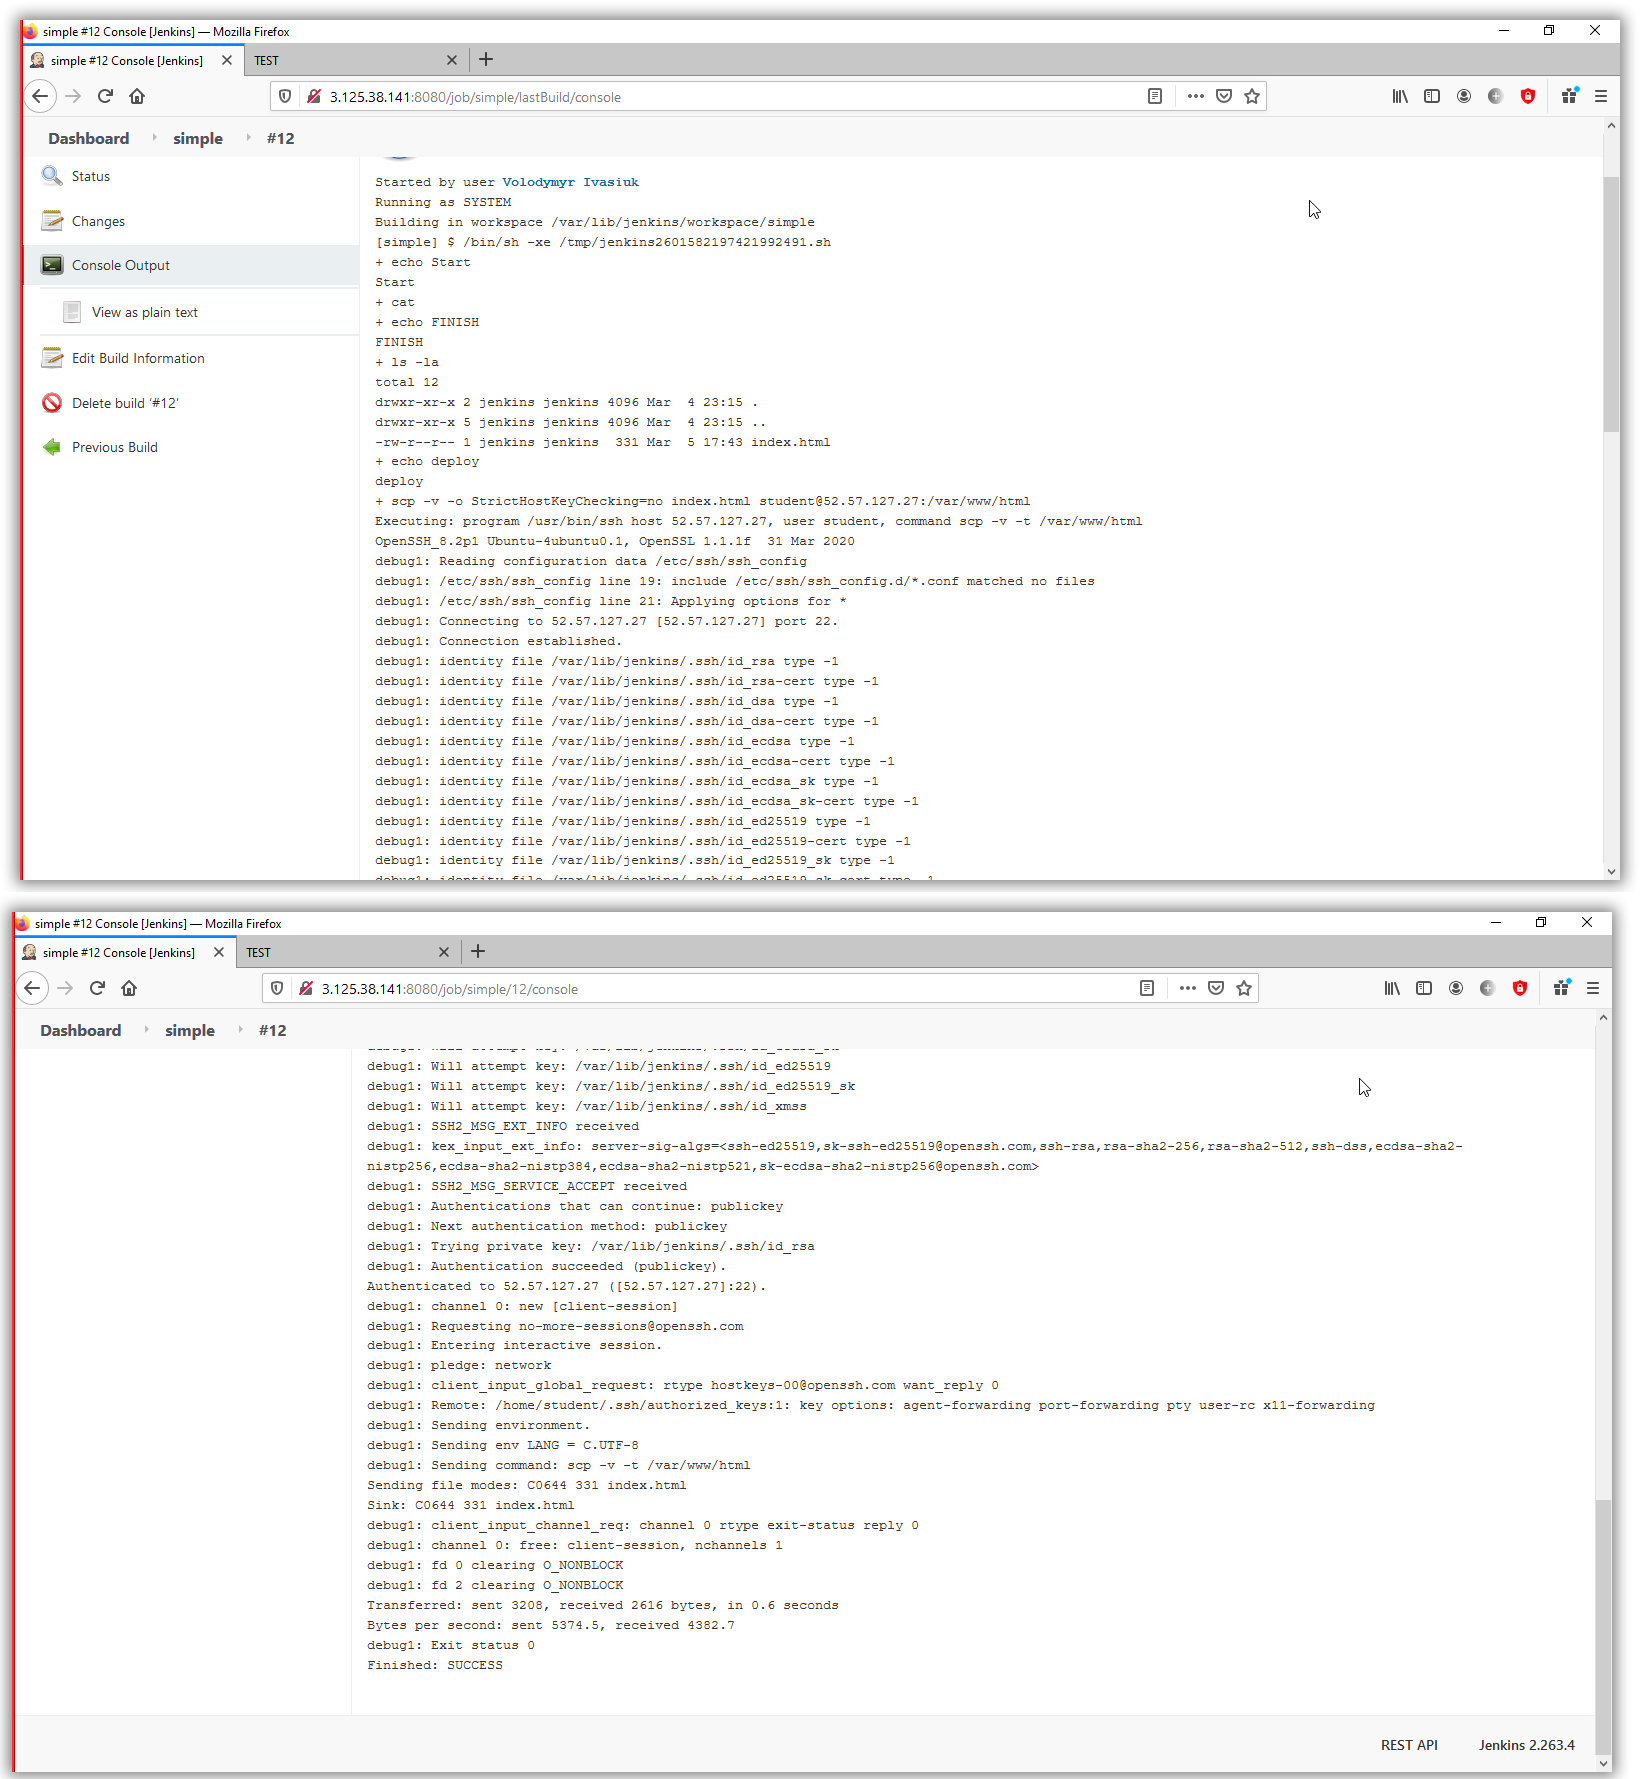 simple #12 Console [Jenkins] — Mozilla Firefox
simple #12 Console [Jenkins]
TEST
3.125.38.141:8080/job/simple/lastBuild/console
Dashboard simple #12
Status
Changes
Console Output
View as plain text
Edit Build Information
Delete build '#12'
Previous Build
Started by user Volodymyr Ivasiuk
Running as SYSTEM
Building in workspace /var/lib/jenkins/workspace/simple
[simple] $ /bin/sh -xe /tmp/jenkins2601582197421992491.sh
+ echo Start
Start
+ cat
+ echo FINISH
FINISH
+ ls -la
total 12
drwxr-xr-x 2 jenkins jenkins 4096 Mar  4 23:15 .
drwxr-xr-x 5 jenkins jenkins 4096 Mar  4 23:15 ..
-rw-r--r-- 1 jenkins jenkins  331 Mar  5 17:43 index.html
+ echo deploy
deploy
+ scp -v -o StrictHostKeyChecking=no index.html student@52.57.127.27:/var/www/html
Executing: program /usr/bin/ssh host 52.57.127.27, user student, command scp -v -t /var/www/html
OpenSSH_8.2p1 Ubuntu-4ubuntu0.1, OpenSSL 1.1.1f  31 Mar 2020
debug1: Reading configuration data /etc/ssh/ssh_config
debug1: /etc/ssh/ssh_config line 19: include /etc/ssh/ssh_config.d/*.conf matched no files
debug1: /etc/ssh/ssh_config line 21: Applying options for *
debug1: Connecting to 52.57.127.27 [52.57.127.27] port 22.
debug1: Connection established.
debug1: identity file /var/lib/jenkins/.ssh/id_rsa type -1
debug1: identity file /var/lib/jenkins/.ssh/id_rsa-cert type -1
debug1: identity file /var/lib/jenkins/.ssh/id_dsa type -1
debug1: identity file /var/lib/jenkins/.ssh/id_dsa-cert type -1
debug1: identity file /var/lib/jenkins/.ssh/id_ecdsa type -1
debug1: identity file /var/lib/jenkins/.ssh/id_ecdsa-cert type -1
debug1: identity file /var/lib/jenkins/.ssh/id_ecdsa_sk type -1
debug1: identity file /var/lib/jenkins/.ssh/id_ecdsa_sk-cert type -1
debug1: identity file /var/lib/jenkins/.ssh/id_ed25519 type -1
debug1: identity file /var/lib/jenkins/.ssh/id_ed25519-cert type -1
debug1: identity file /var/lib/jenkins/.ssh/id_ed25519_sk type -1
debug1: identity file /var/lib/jenkins/.ssh/id_ed25519_sk-cert type -1
simple #12 Console [Jenkins] — Mozilla Firefox
simple #12 Console [Jenkins]
TEST
3.125.38.141:8080/job/simple/12/console
Dashboard simple #12
debug1: Will attempt key: /var/lib/jenkins/.ssh/id_ed25519
debug1: Will attempt key: /var/lib/jenkins/.ssh/id_ed25519_sk
debug1: Will attempt key: /var/lib/jenkins/.ssh/id_xmss
debug1: SSH2_MSG_EXT_INFO received
debug1: kex_input_ext_info: server-sig-algs=<ssh-ed25519,sk-ssh-ed25519@openssh.com,ssh-rsa,rsa-sha2-256,rsa-sha2-512,ssh-dss,ecdsa-sha2-
nistp256,ecdsa-sha2-nistp384,ecdsa-sha2-nistp521,sk-ecdsa-sha2-nistp256@openssh.com>
debug1: SSH2_MSG_SERVICE_ACCEPT received
debug1: Authentications that can continue: publickey
debug1: Next authentication method: publickey
debug1: Trying private key: /var/lib/jenkins/.ssh/id_rsa
debug1: Authentication succeeded (publickey).
Authenticated to 52.57.127.27 ([52.57.127.27]:22).
debug1: channel 0: new [client-session]
debug1: Requesting no-more-sessions@openssh.com
debug1: Entering interactive session.
debug1: pledge: network
debug1: client_input_global_request: rtype hostkeys-00@openssh.com want_reply 0
debug1: Remote: /home/student/.ssh/authorized_keys:1: key options: agent-forwarding port-forwarding pty user-rc x11-forwarding
debug1: Sending environment.
debug1: Sending env LANG = C.UTF-8
debug1: Sending command: scp -v -t /var/www/html
Sending file modes: C0644 331 index.html
Sink: C0644 331 index.html
debug1: client_input_channel_req: channel 0 rtype exit-status reply 0
debug1: channel 0: free: client-session, nchannels 1
debug1: fd 0 clearing O_NONBLOCK
debug1: fd 2 clearing O_NONBLOCK
Transferred: sent 3208, received 2616 bytes, in 0.6 seconds
Bytes per second: sent 5374.5, received 4382.7
debug1: Exit status 0
Finished: SUCCESS
REST API Jenkins 2.263.4